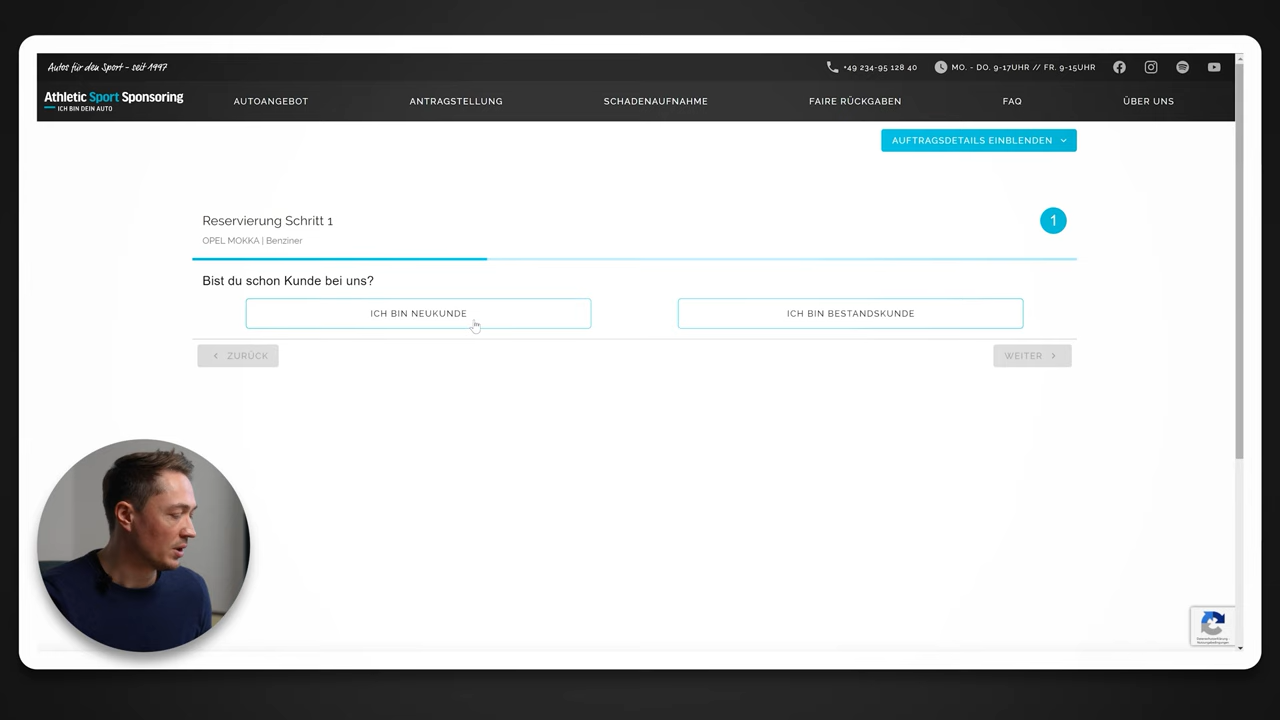 Autos für den Sport - seit 1997
+49 234-95 128 40
MO. - DO. 9-17UHR // FR. 9-15UHR
Athletic Sport Sponsoring
ICH BIN DEIN AUTO
AUTOANGEBOT
ANTRAGSTELLUNG
SCHADENAUFNAHME
FAIRE RÜCKGABEN
FAQ
ÜBER UNS
AUFTRAGSDETAILS EINBLENDEN
Reservierung Schritt 1
1
OPEL MOKKA | Benziner
Bist du schon Kunde bei uns?
ICH BIN NEUKUNDE
ICH BIN BESTANDSKUNDE
ZURÜCK
WEITER